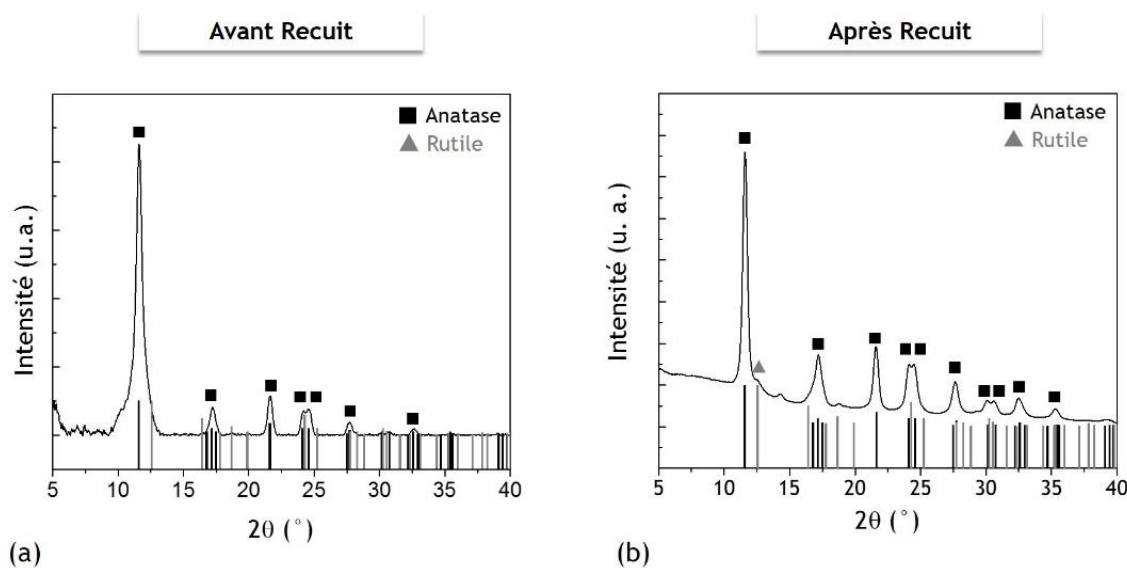 Avant Recuit
Anatase
Rutile
Intensité (u.a.)
5 10 15 20 25 30 35 40
2θ (°)
(a)
Après Recuit
Anatase
Rutile
Intensité (u. a.)
5 10 15 20 25 30 35 40
2θ (°)
(b)